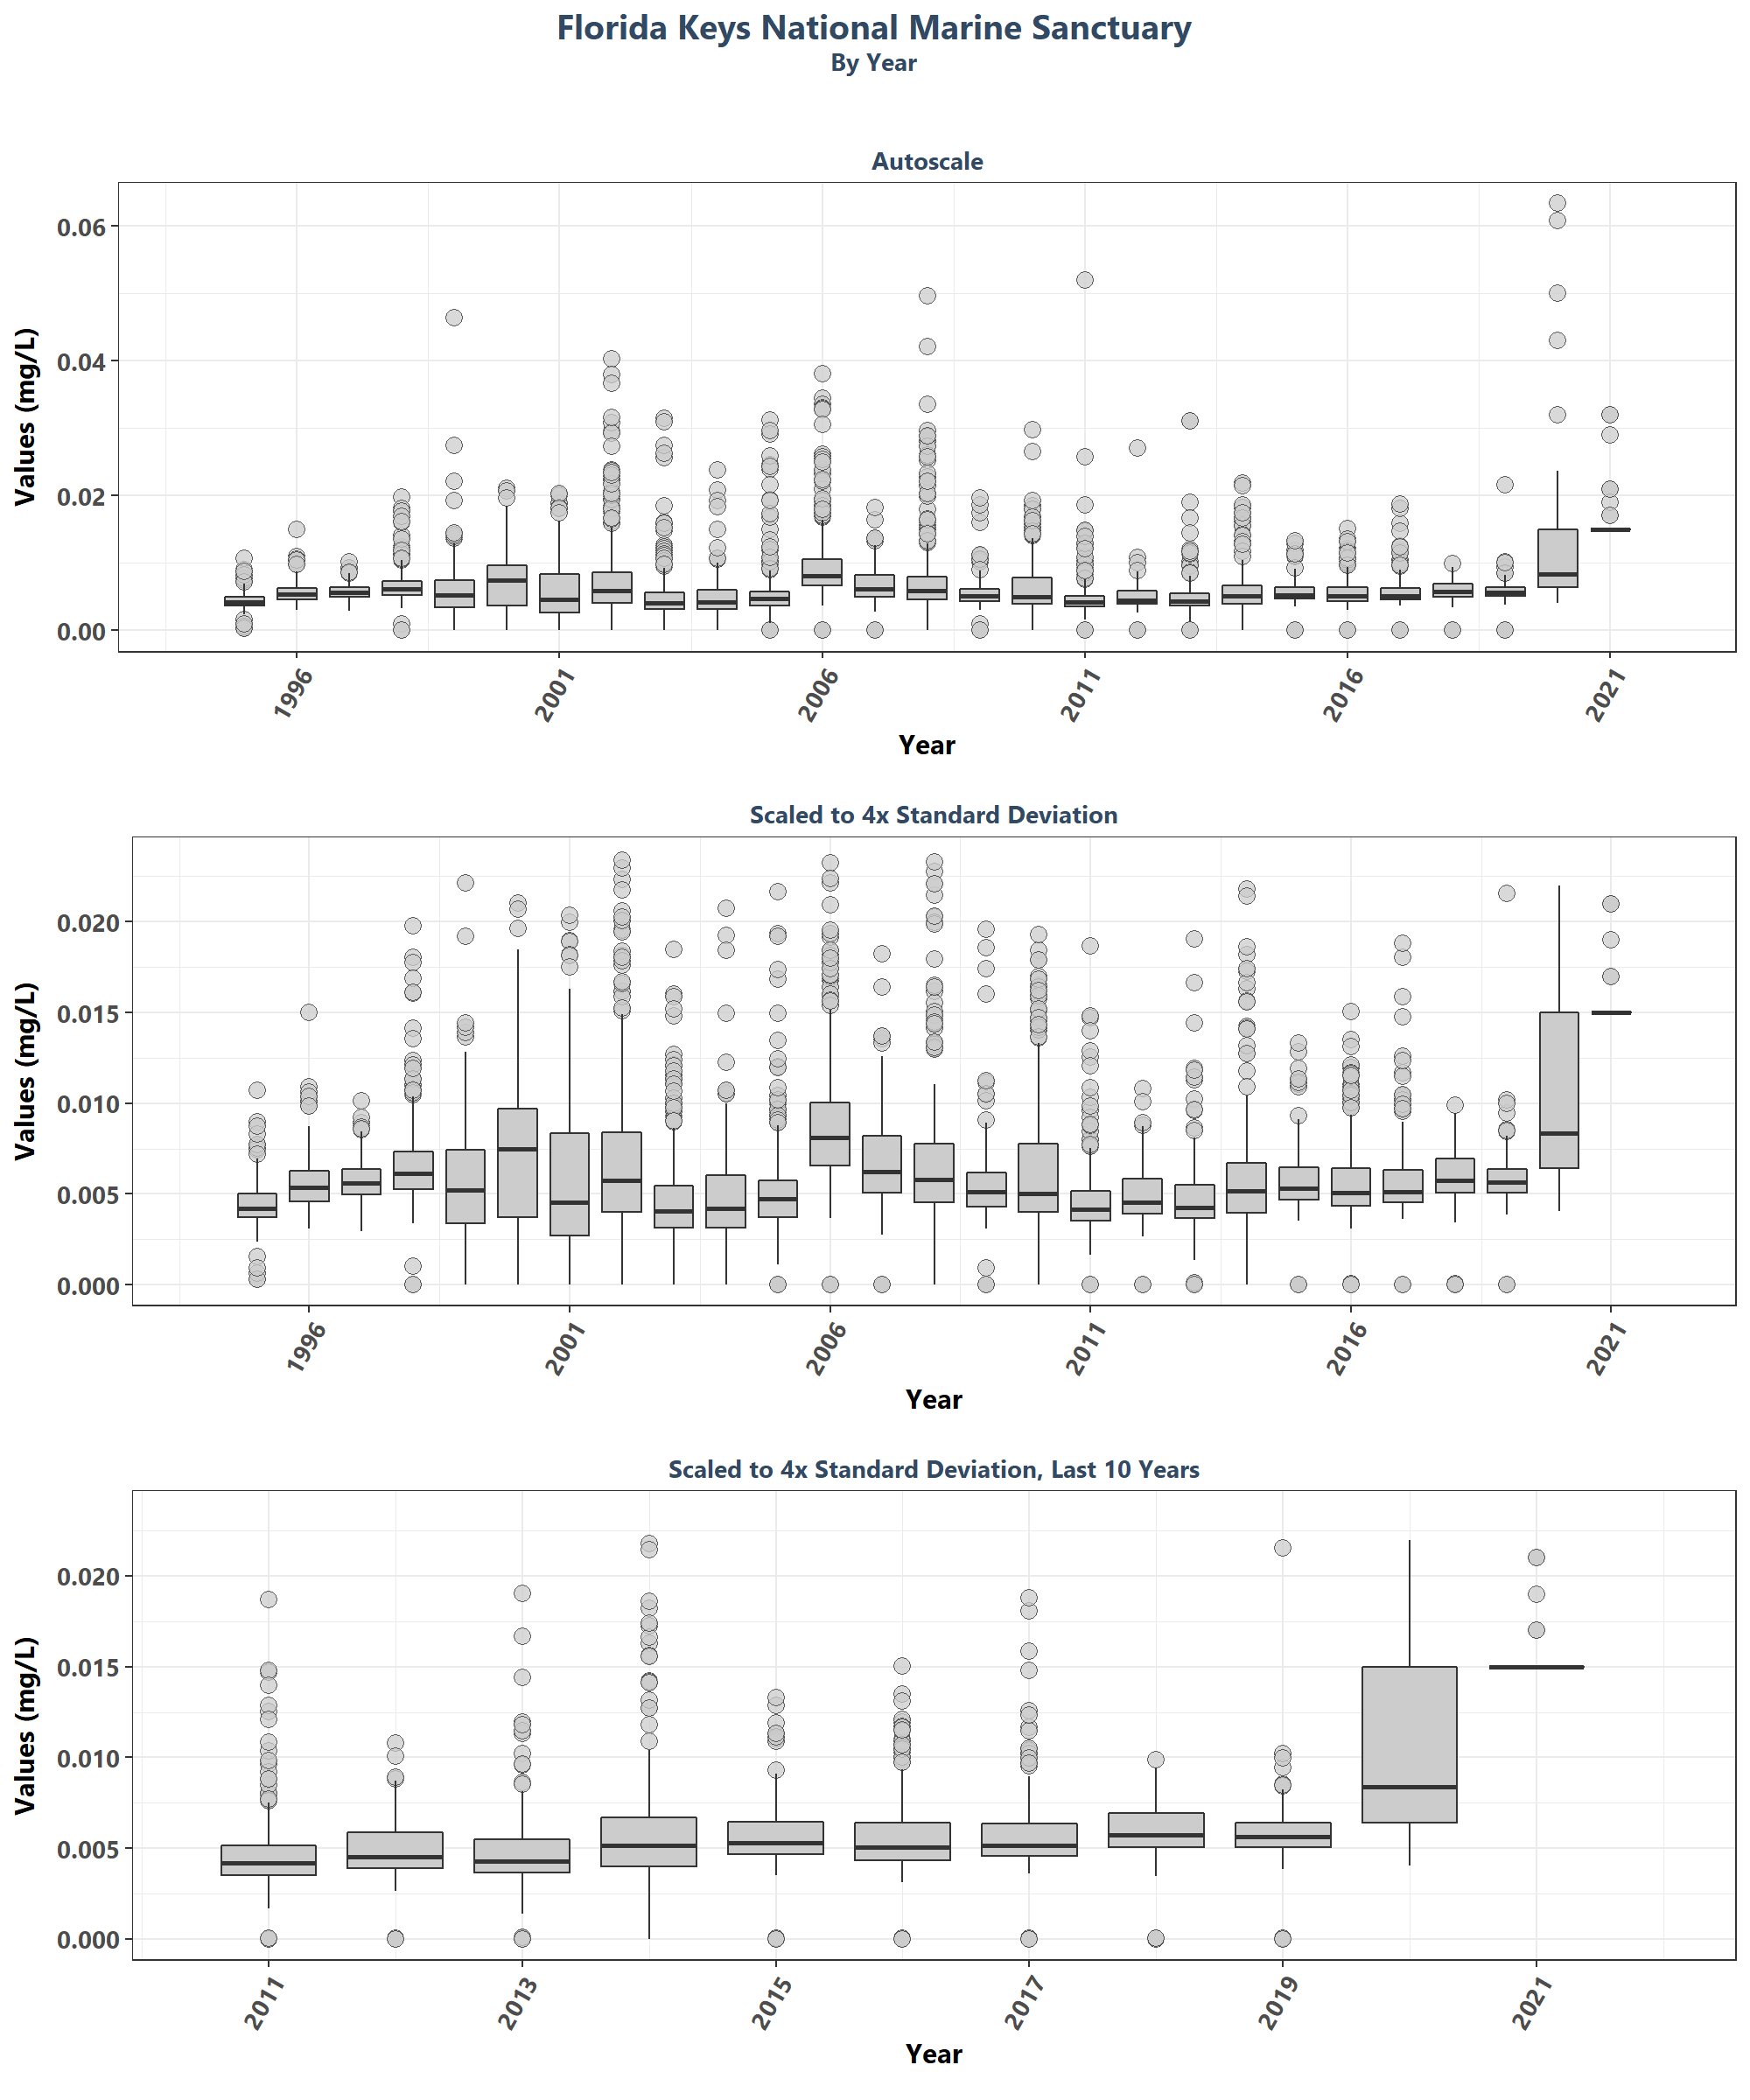 Florida Keys National Marine Sanctuary
By Year
Autoscale
Values (mg/L)
0.06
0.04
0.02
0.00
1996
2001
2006
2011
2016
2021
Year
Scaled to 4x Standard Deviation
Values (mg/L)
0.020
0.015
0.010
0.005
0.000
1996
2001
2006
2011
2016
2021
Year
Scaled to 4x Standard Deviation, Last 10 Years
Values (mg/L)
0.020
0.015
0.010
0.005
0.000
2011
2013
2015
2017
2019
2021
Year